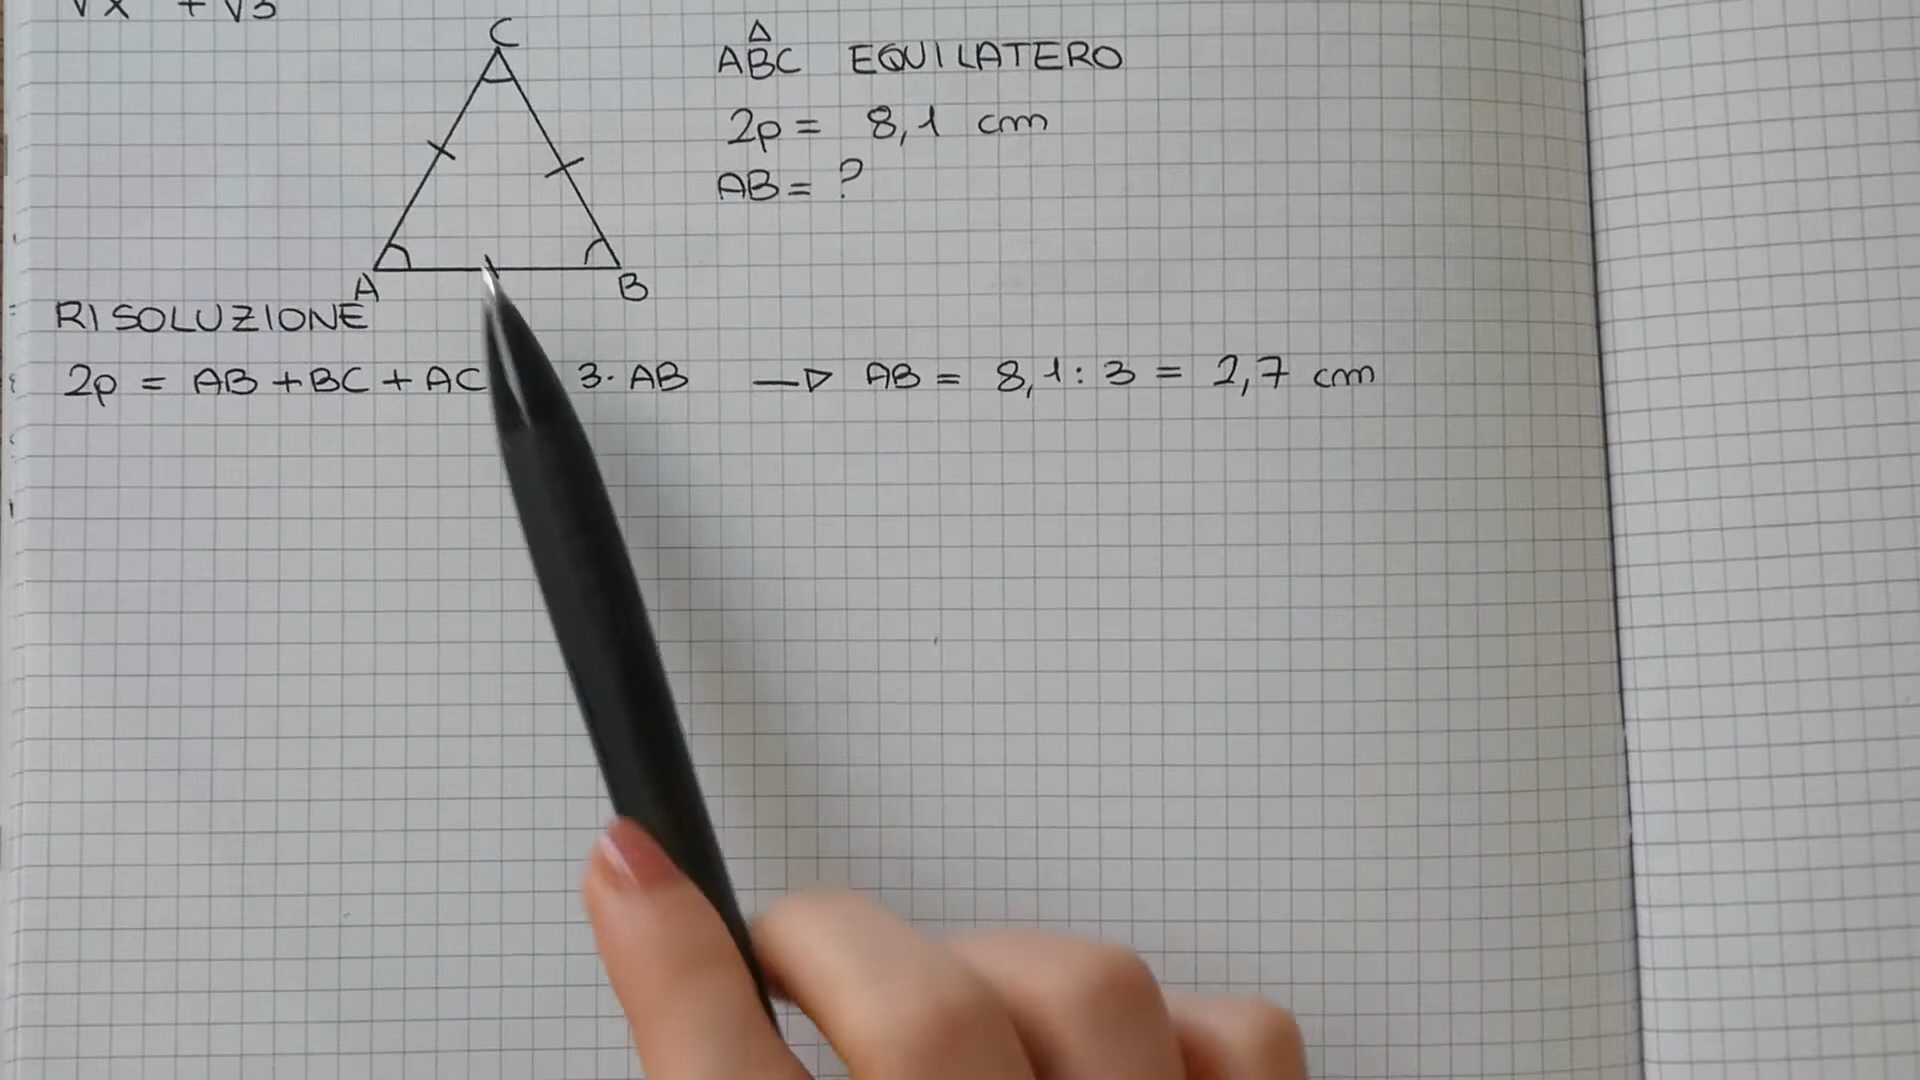 √x + √3
C
ABC EQUILATERO
2p = 8,1 cm
AB = ?
A B
RISOLUZIONE
2p = AB + BC + AC 3. AB —▷ AB = 8,1 : 3 = 2,7 cm